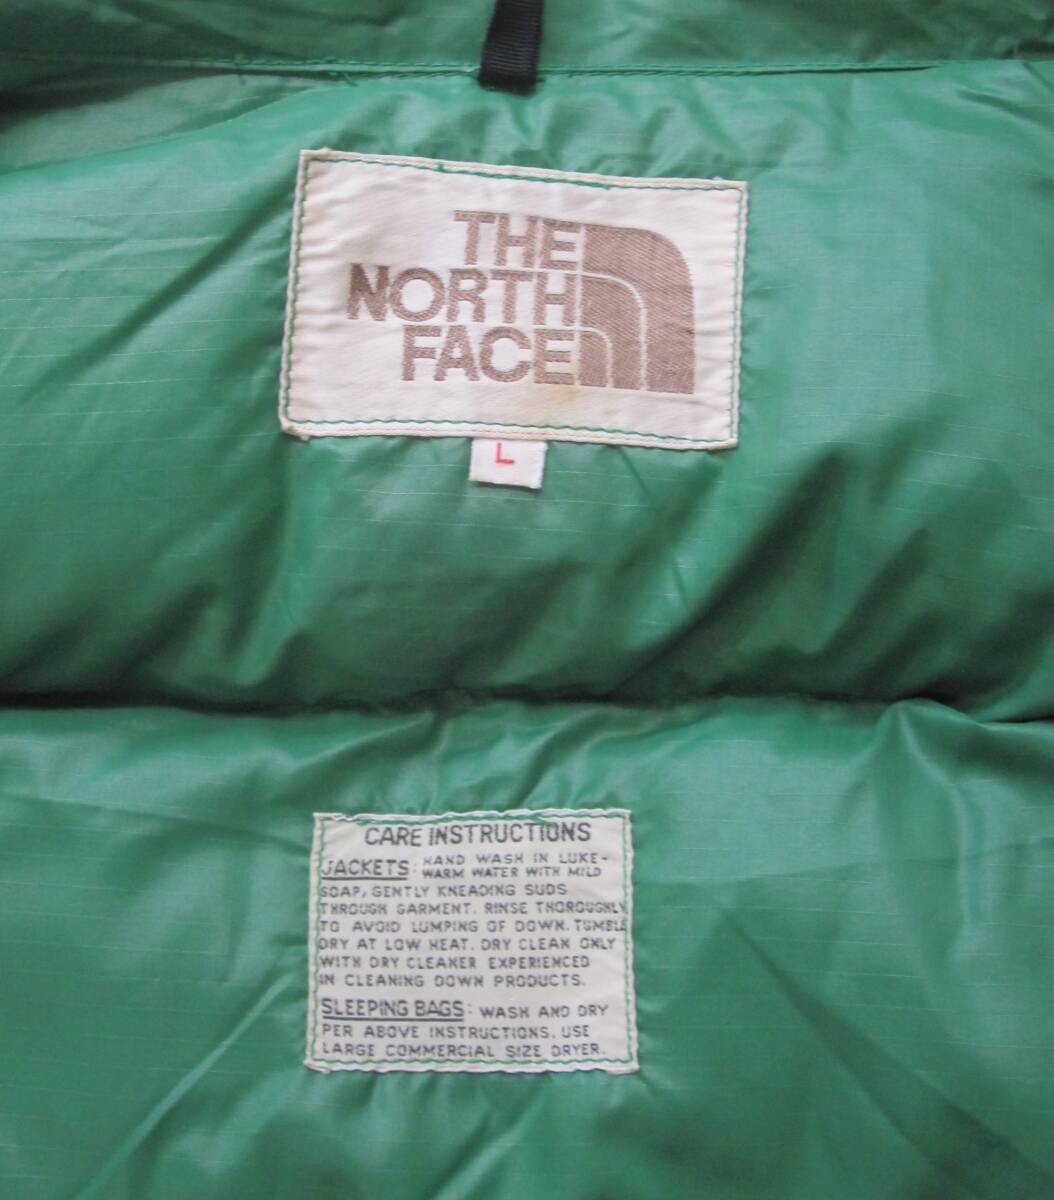 THE
NORTH
FACE
L
CARE INSTRUCTIONS
JACKETS: HAND WASH IN LUKE-
WARM WATER WITH MILD
SOAP, GENTLY KNEADING SUDS
THROUGH GARMENT. RINSE THOROUGHLY
TO AVOID LUMPING OF DOWN. TUMBLE
DRY AT LOW HEAT. DRY CLEAN ONLY
WITH DRY CLEANER EXPERIENCED
IN CLEANING DOWN PRODUCTS.
SLEEPING BAGS: WASH AND DRY
PER ABOVE INSTRUCTIONS. USE
LARGE COMMERCIAL SIZE DRYER.